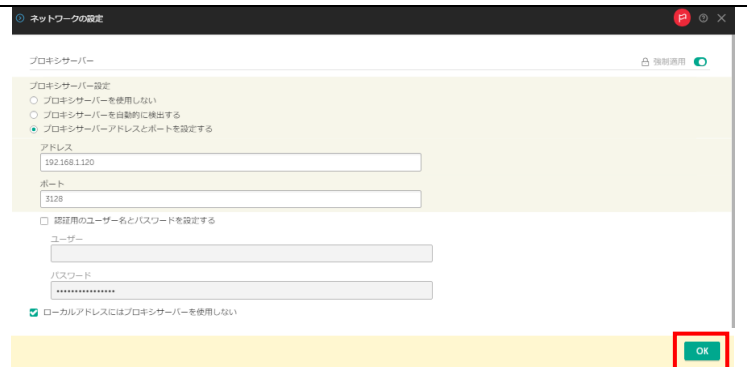 ネットワークの設定
プロキシサーバー
強制適用
プロキシサーバー設定
プロキシサーバーを使用しない
プロキシサーバーを自動的に検出する
プロキシサーバーアドレスとポートを設定する
アドレス
192.168.1.120
ポート
3128
認証用のユーザー名とパスワードを設定する
ユーザー
パスワード
••••••••••••••••
ローカルアドレスにはプロキシサーバーを使用しない
OK